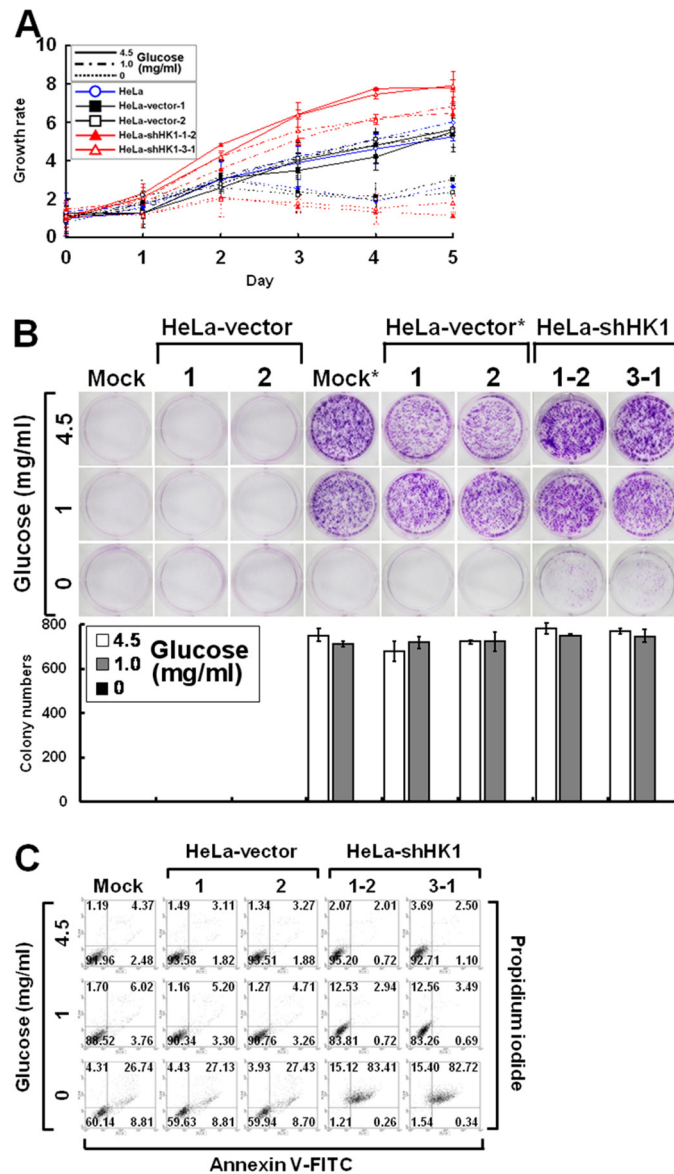 A
10
8
6
4
2
0
Growth rate
4.5
1.0
0
Glucose
(mg/ml)
HeLa
HeLa-vector-1
HeLa-vector-2
HeLa-shHK1-1-2
HeLa-shHK1-3-1
0 1 2 3 4 5
Day
B
HeLa-vector HeLa-vector* HeLa-shHK1
Mock 1 2 Mock* 1 2 1-2 3-1
Glucose (mg/ml)
4.5
1
0
800
600
400
200
0
Colony numbers
4.5
1.0
0
Glucose
(mg/ml)
C
HeLa-vector HeLa-shHK1
Mock 1 2 1-2 3-1
Glucose (mg/ml)
4.5
1.19 4.37 1.49 3.11 1.34 3.27 2.07 2.01 3.69 2.50
91.96 2.48 93.58 1.82 93.51 1.88 95.20 0.72 92.71 1.10
1
1.70 6.02 1.16 5.20 1.27 4.71 12.53 2.94 12.56 3.49
88.52 3.76 90.34 3.30 90.76 3.26 83.81 0.72 83.26 0.69
0
4.31 26.74 4.43 27.13 3.93 27.43 15.12 83.41 15.40 82.72
60.14 8.81 59.63 8.81 59.94 8.70 1.21 0.26 1.54 0.34
Propidium iodide
Annexin V-FITC